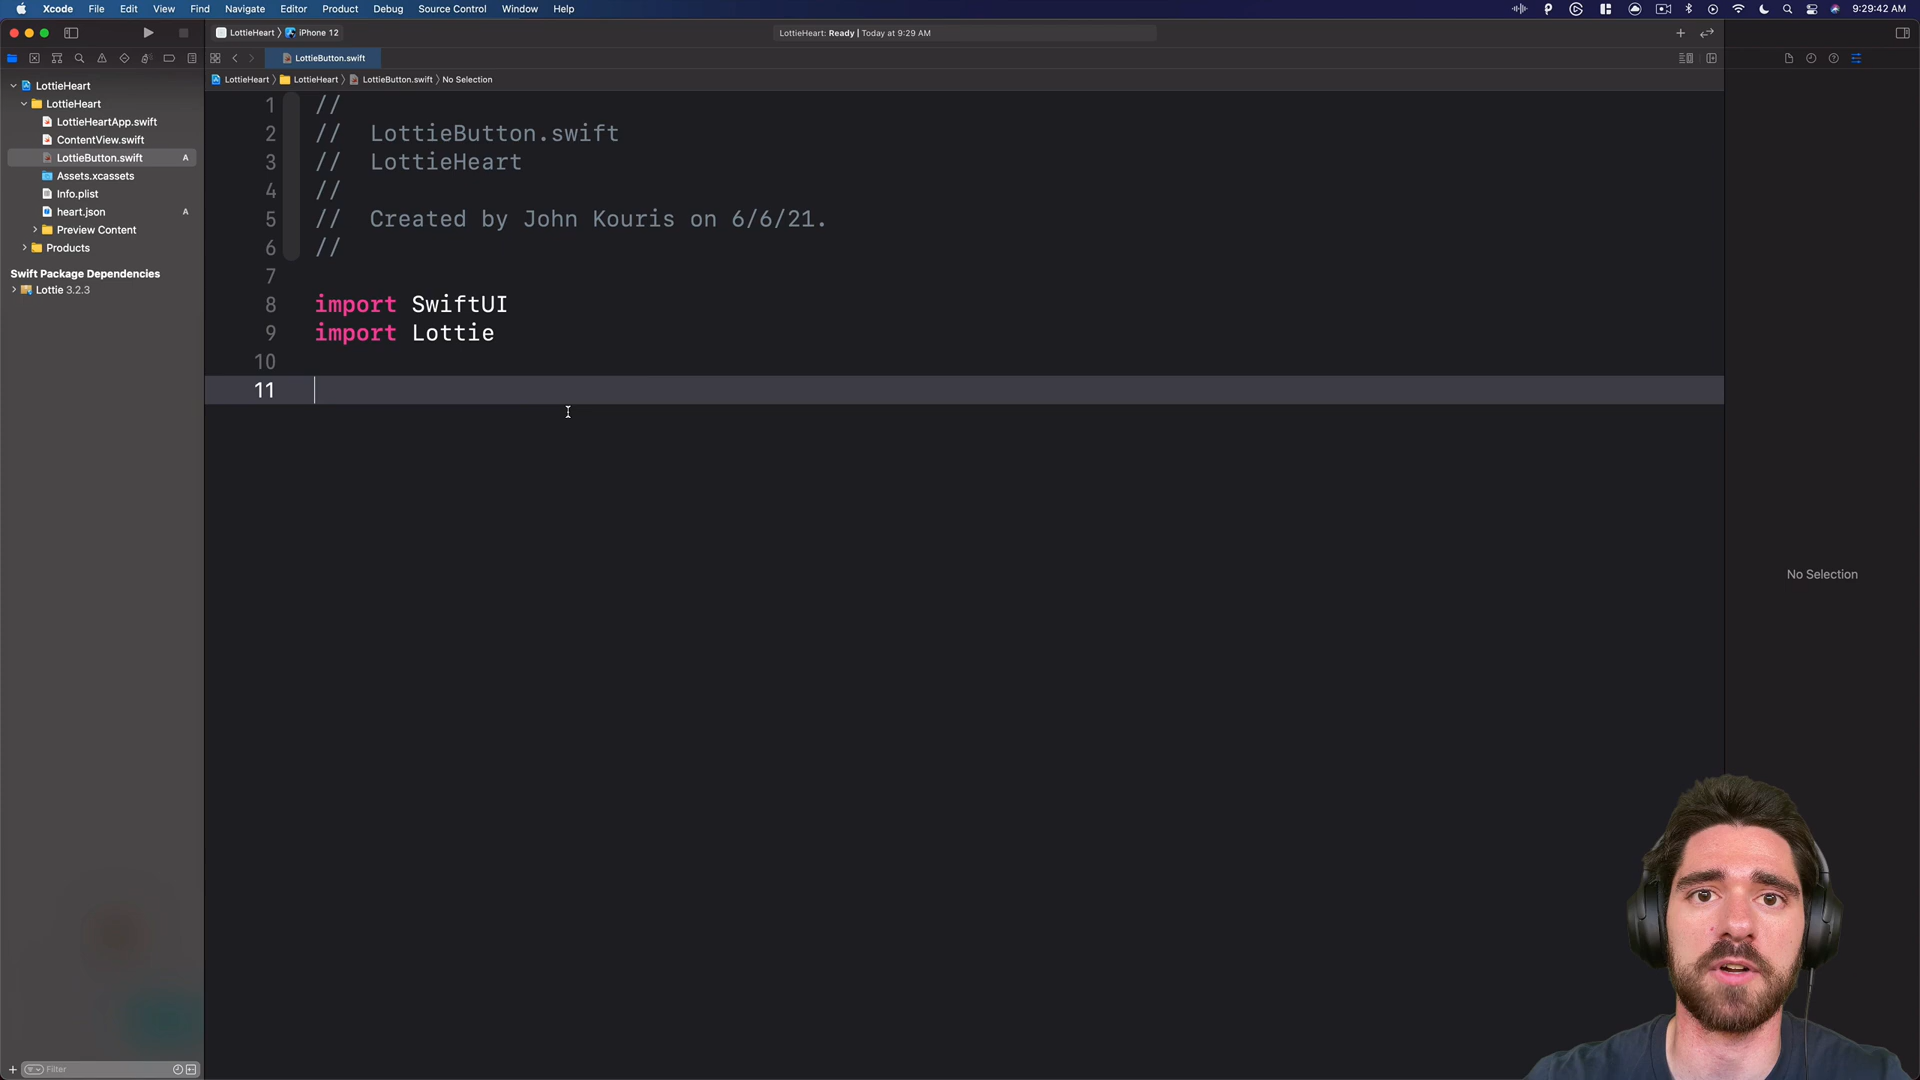 Xcode File Edit View Find Navigate Editor Product Debug Source Control Window Help 9:29:42 AM
LottieHeart iPhone 12 LottieHeart: Ready | Today at 9:29 AM
LottieButton.swift
LottieHeart LottieHeart LottieButton.swift No Selection
LottieHeart
LottieHeart
LottieHeartApp.swift
ContentView.swift
LottieButton.swift A
Assets.xcassets
Info.plist
heart.json A
Preview Content
Products
Swift Package Dependencies
Lottie 3.2.3
Filter
1 //
2 // LottieButton.swift
3 // LottieHeart
4 //
5 // Created by John Kouris on 6/6/21.
6 //
7
8 import SwiftUI
9 import Lottie
10
11
No Selection